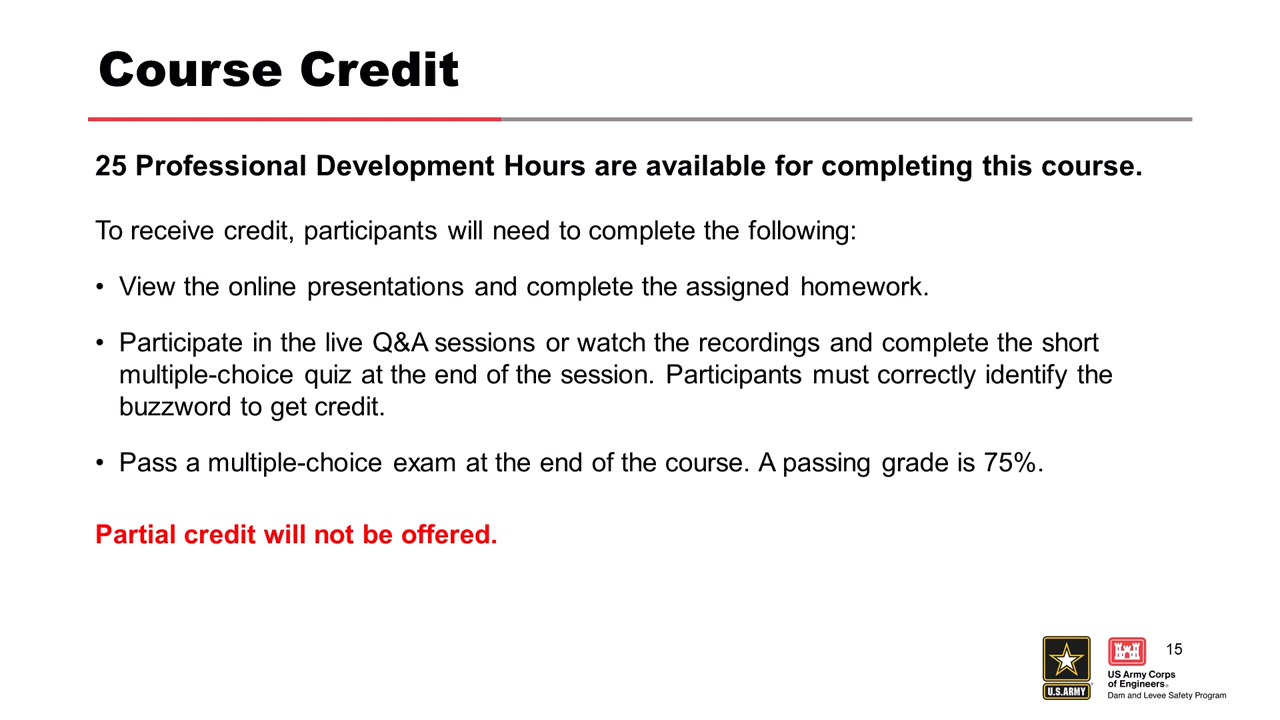 Course Credit
25 Professional Development Hours are available for completing this course.
To receive credit, participants will need to complete the following:
• View the online presentations and complete the assigned homework.
• Participate in the live Q&A sessions or watch the recordings and complete the short
multiple-choice quiz at the end of the session. Participants must correctly identify the
buzzword to get credit.
• Pass a multiple-choice exam at the end of the course. A passing grade is 75%.
Partial credit will not be offered.
15
U.S.ARMY
US Army Corps
of Engineers®
Dam and Levee Safety Program